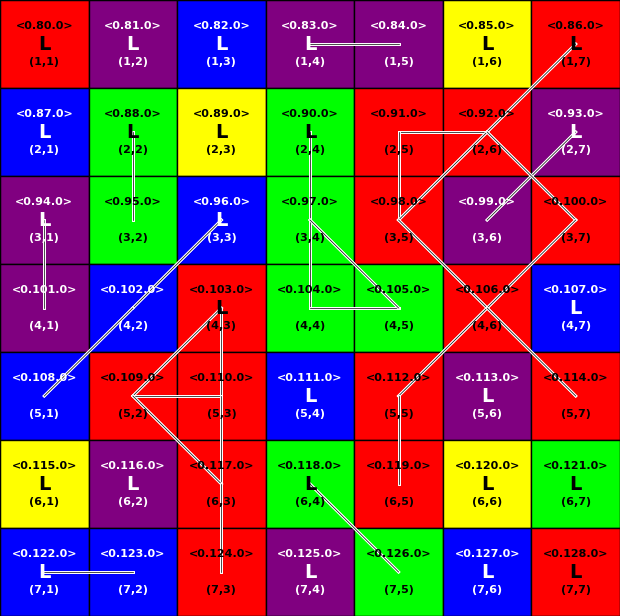 <0.80.0> <0.81.0> <0.82.0> <0.83.0> <0.84.0> <0.85.0> <0.86.0>
L L L L L L
(1,1) (1,2) (1,3) (1,4) (1,5) (1,6) (1,7)
<0.87.0> <0.88.0> <0.89.0> <0.90.0> <0.91.0> <0.92.0> <0.93.0>
L L L L L
(2,1) (2,2) (2,3) (2,4) (2,5) (2,6) (2,7)
<0.94.0> <0.95.0> <0.96.0> <0.97.0> <0.98.0> <0.99.0> <0.100.0>
L L
(3,1) (3,2) (3,3) (3,4) (3,5) (3,6) (3,7)
<0.101.0> <0.102.0> <0.103.0> <0.104.0> <0.105.0> <0.106.0> <0.107.0>
L L
(4,1) (4,2) (4,3) (4,4) (4,5) (4,6) (4,7)
<0.108.0> <0.109.0> <0.110.0> <0.111.0> <0.112.0> <0.113.0> <0.114.0>
L L
(5,1) (5,2) (5,3) (5,4) (5,5) (5,6) (5,7)
<0.115.0> <0.116.0> <0.117.0> <0.118.0> <0.119.0> <0.120.0> <0.121.0>
L L L L L
(6,1) (6,2) (6,3) (6,4) (6,5) (6,6) (6,7)
<0.122.0> <0.123.0> <0.124.0> <0.125.0> <0.126.0> <0.127.0> <0.128.0>
L L L L
(7,1) (7,2) (7,3) (7,4) (7,5) (7,6) (7,7)